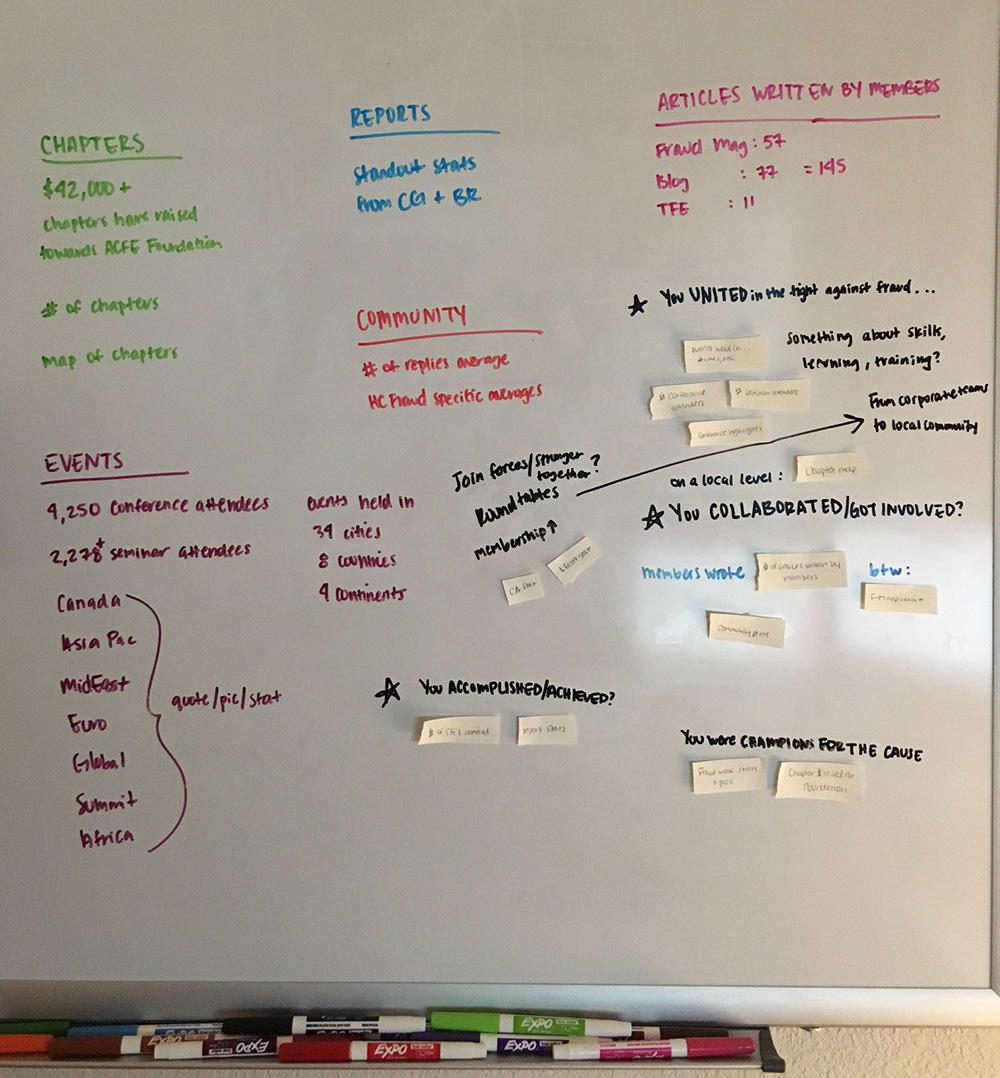 CHAPTERS
$42,000 +
chapters have raised
towards ACFE Foundation
# of chapters
map of chapters
REPORTS
Standout stats
from CG + BR
ARTICLES WRITTEN BY MEMBERS
Fraud Mag : 57
Blog : 77 = 145
TFE : 11
COMMUNITY
# of replies average
HC Fraud specific averages
EVENTS
4,250 conference attendees
2,278+ seminar attendees
Canada
Asia Pac
MidEast
Euro
Global
Summit
Africa
quote/pic/stat
events held in
34 cities
8 countries
4 continents
You UNITED in the fight against fraud...
events held in...
Something about skills,
learning, training?
# Conference
attendees
# Seminar attendees
Conference highlights
From corporate teams
to local community
Join forces/stronger
together?
Roundtables
membership ↑
CA stat
on a local level :
Chapter map
You COLLABORATED/GOT INVOLVED?
members wrote
# of articles written by
members
btw:
Community stats
You ACCOMPLISHED/ACHIEVED?
# of CFEs certified
report stats
You were CHAMPIONS FOR THE CAUSE
Fraud week stats
+ pics
Chapter $ raised for
foundation
EXPO
EXPO
EXPO
EXPO
EXPO